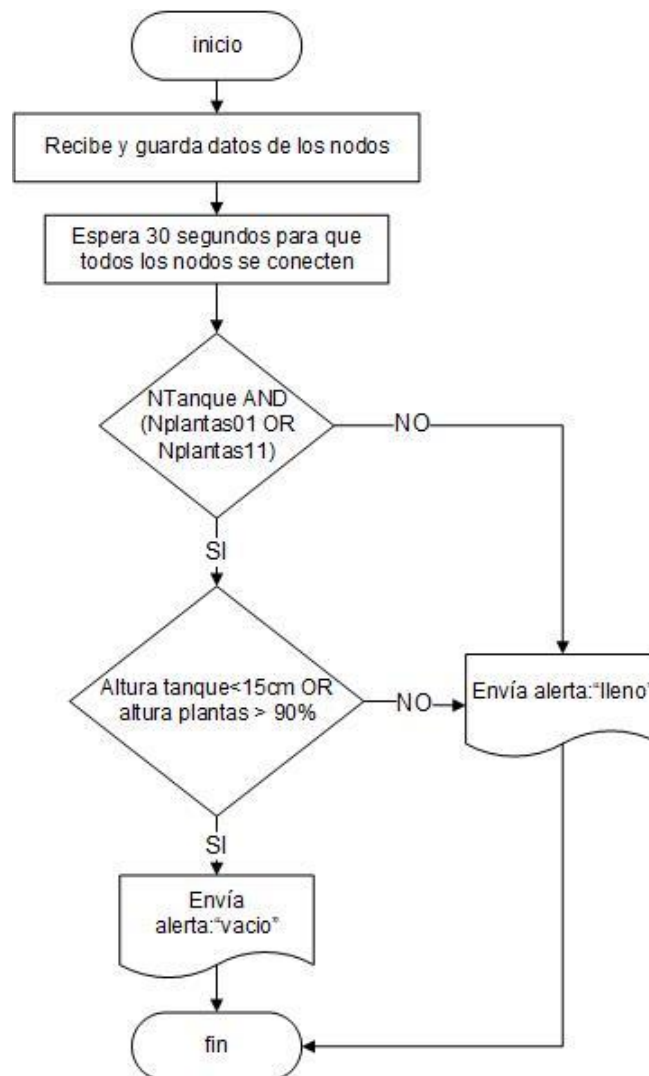 inicio
Recibe y guarda datos de los nodos
Espera 30 segundos para que
todos los nodos se conecten
NTanque AND
(Nplantas01 OR
Nplantas11)
NO
SI
Altura tanque<15cm OR
altura plantas > 90%
NO
Envía alerta:“lleno”
SI
Envía
alerta:“vacio”
fin